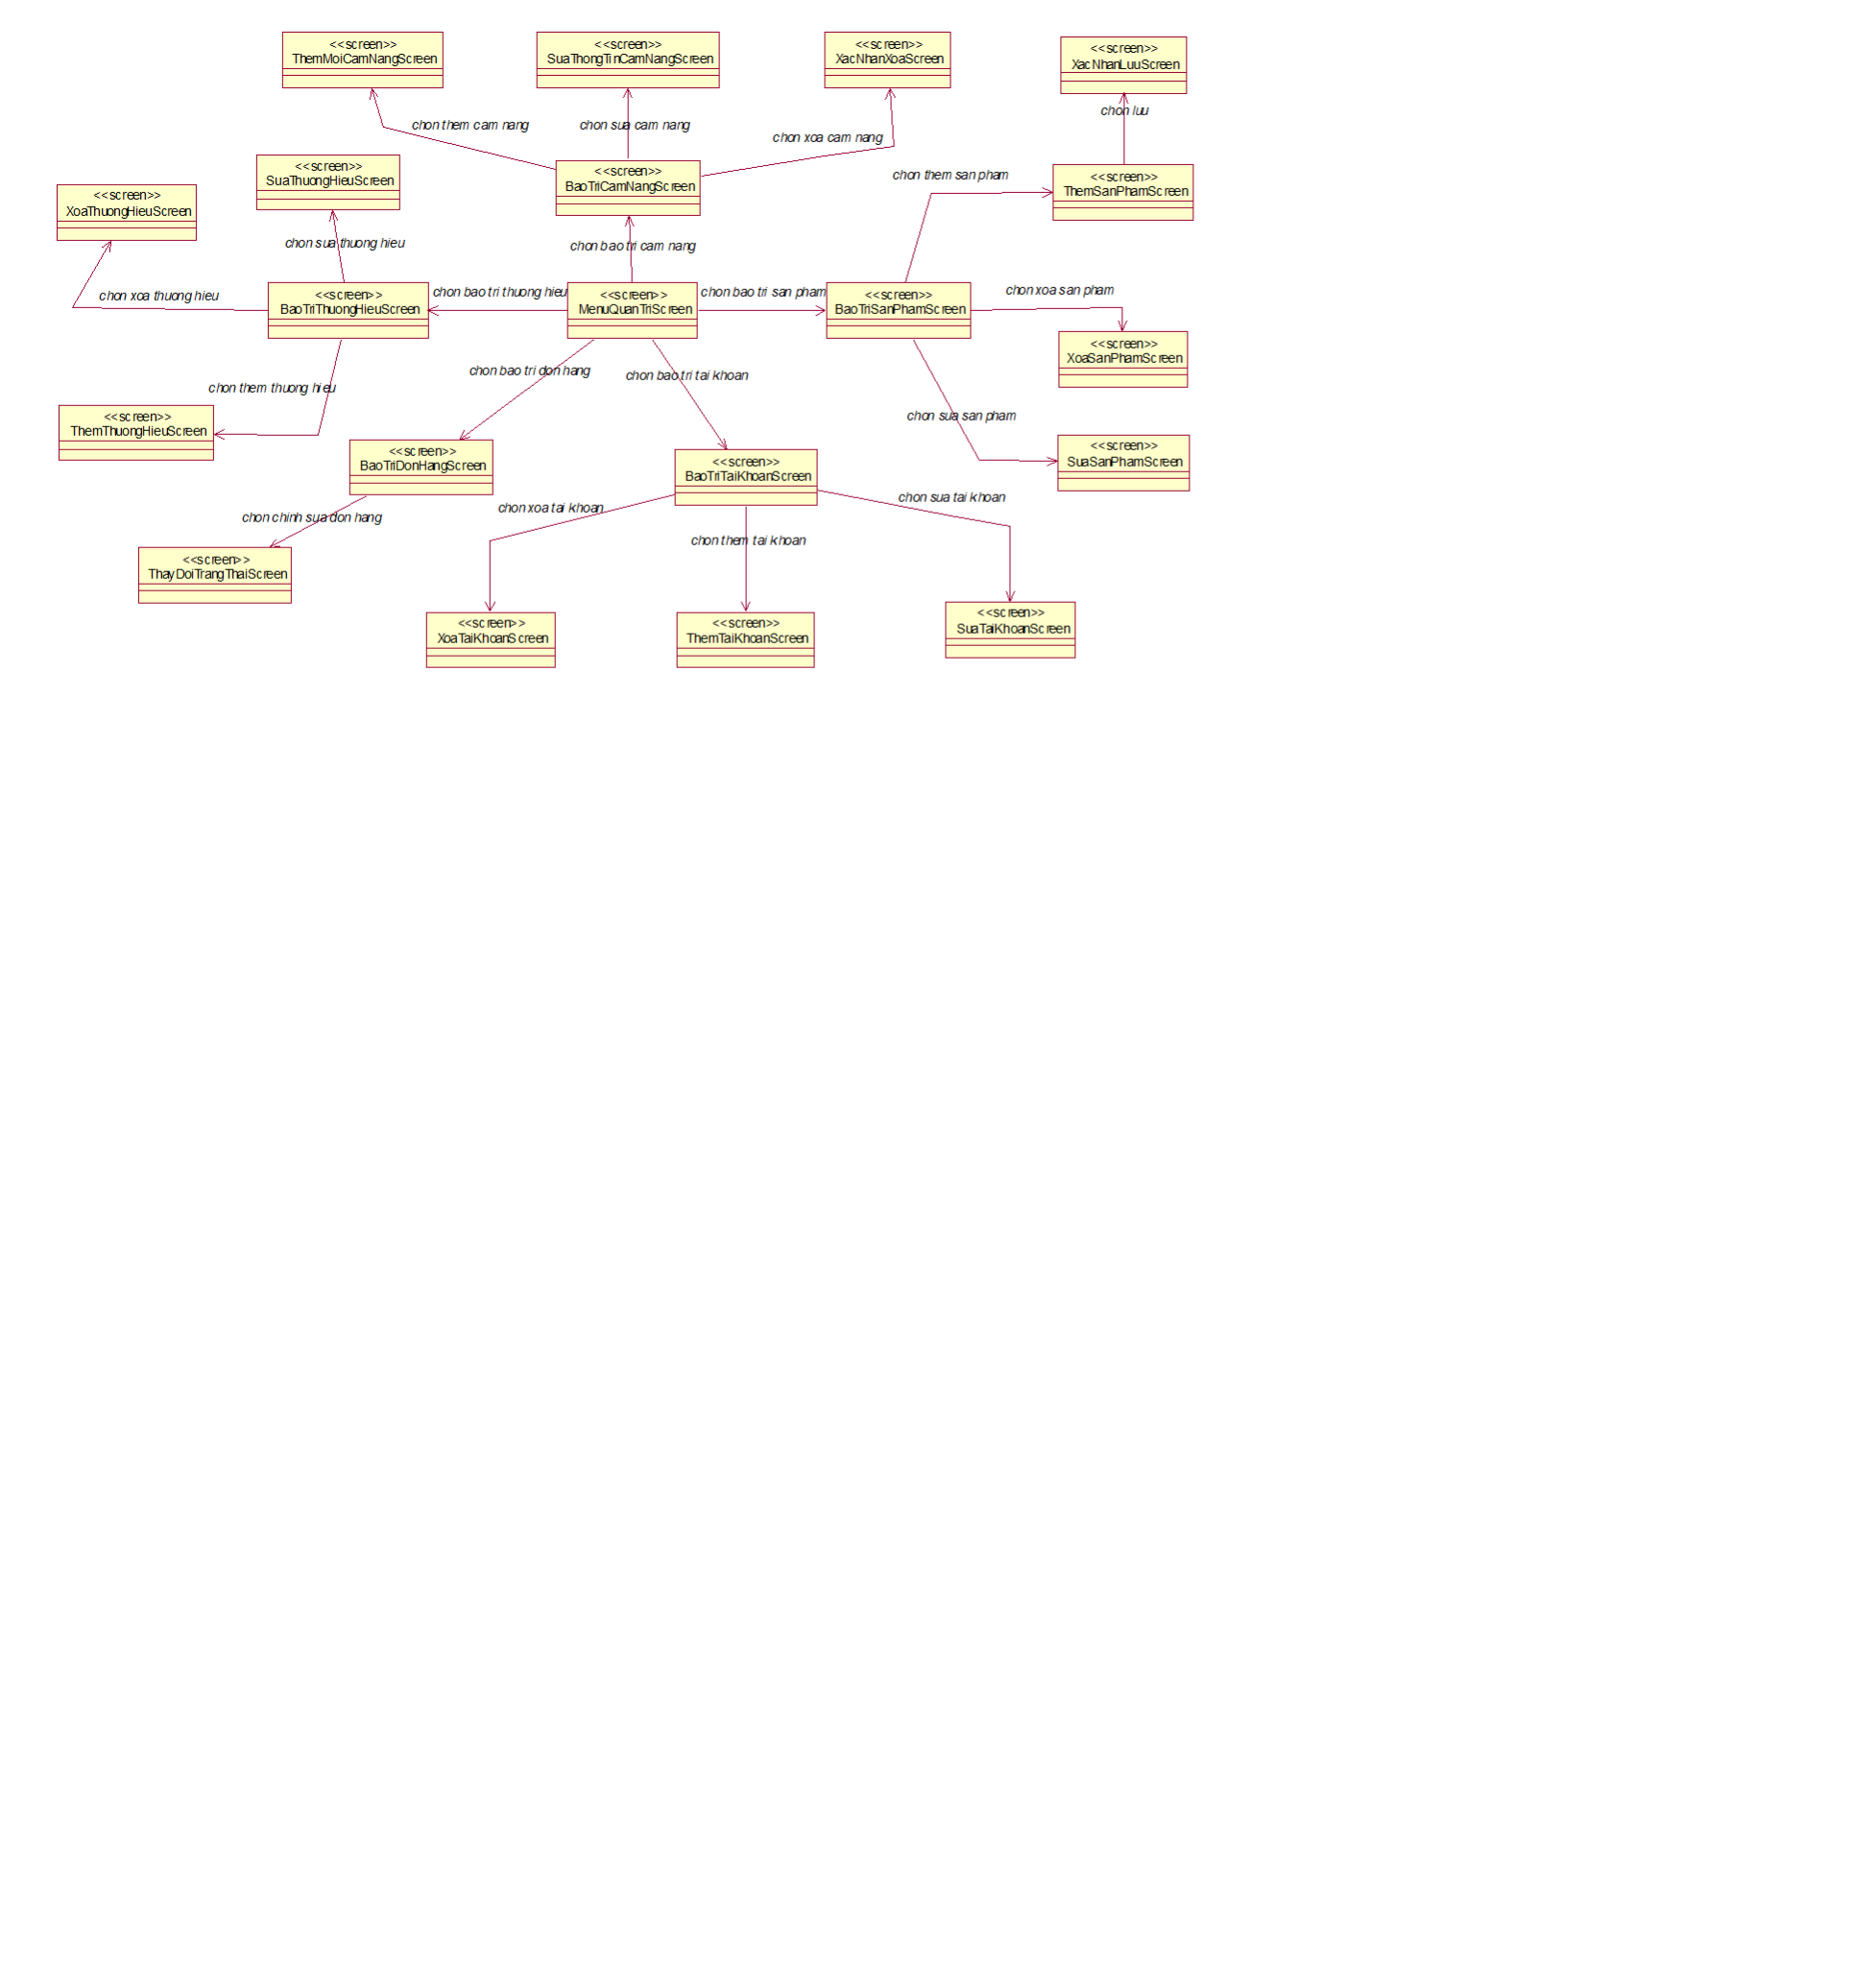 <<screen>>
ThemMoiCamNangScreen
<<screen>>
SuaThongTinCamNangScreen
<<screen>>
XacNhanXoaScreen
<<screen>>
XacNhanLuuScreen
chon luu
chon them cam nang
chon sua cam nang
chon xoa cam nang
<<screen>>
SuaThuongHieuScreen
<<screen>>
BaoTriCamNangScreen
chon them san pham
<<screen>>
ThemSanPhamScreen
<<screen>>
XoaThuongHieuScreen
chon sua thuong hieu
chon bao tri cam nang
chon xoa thuong hieu
<<screen>>
BaoTriThuongHieuScreen
chon bao tri thuong hieu
<<screen>>
MenuQuanTriScreen
chon bao tri san pham
<<screen>>
BaoTriSanPhamScreen
chon xoa san pham
<<screen>>
XoaSanPhamScreen
chon bao tri don hang
chon bao tri tai khoan
chon them thuong hieu
chon sua san pham
<<screen>>
ThemThuongHieuScreen
<<screen>>
BaoTriDonHangScreen
<<screen>>
BaoTriTaiKhoanScreen
<<screen>>
SuaSanPhamScreen
chon sua tai khoan
chon xoa tai khoan
chon chinh sua don hang
chon them tai khoan
<<screen>>
ThayDoiTrangThaiScreen
<<screen>>
XoaTaiKhoanScreen
<<screen>>
ThemTaiKhoanScreen
<<screen>>
SuaTaiKhoanScreen